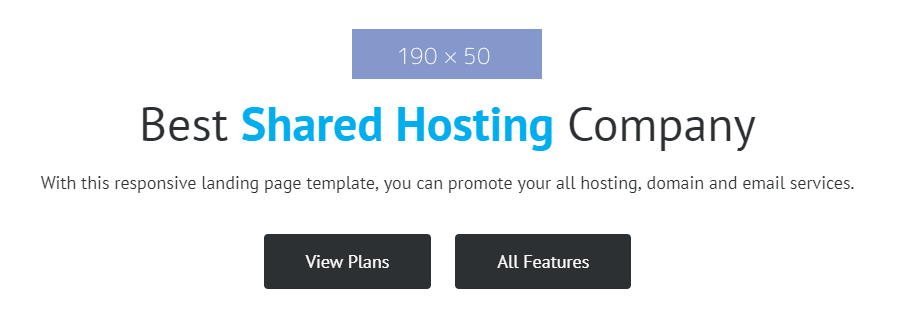 190 × 50
Best Shared Hosting Company
With this responsive landing page template, you can promote your all hosting, domain and email services.
View Plans
All Features